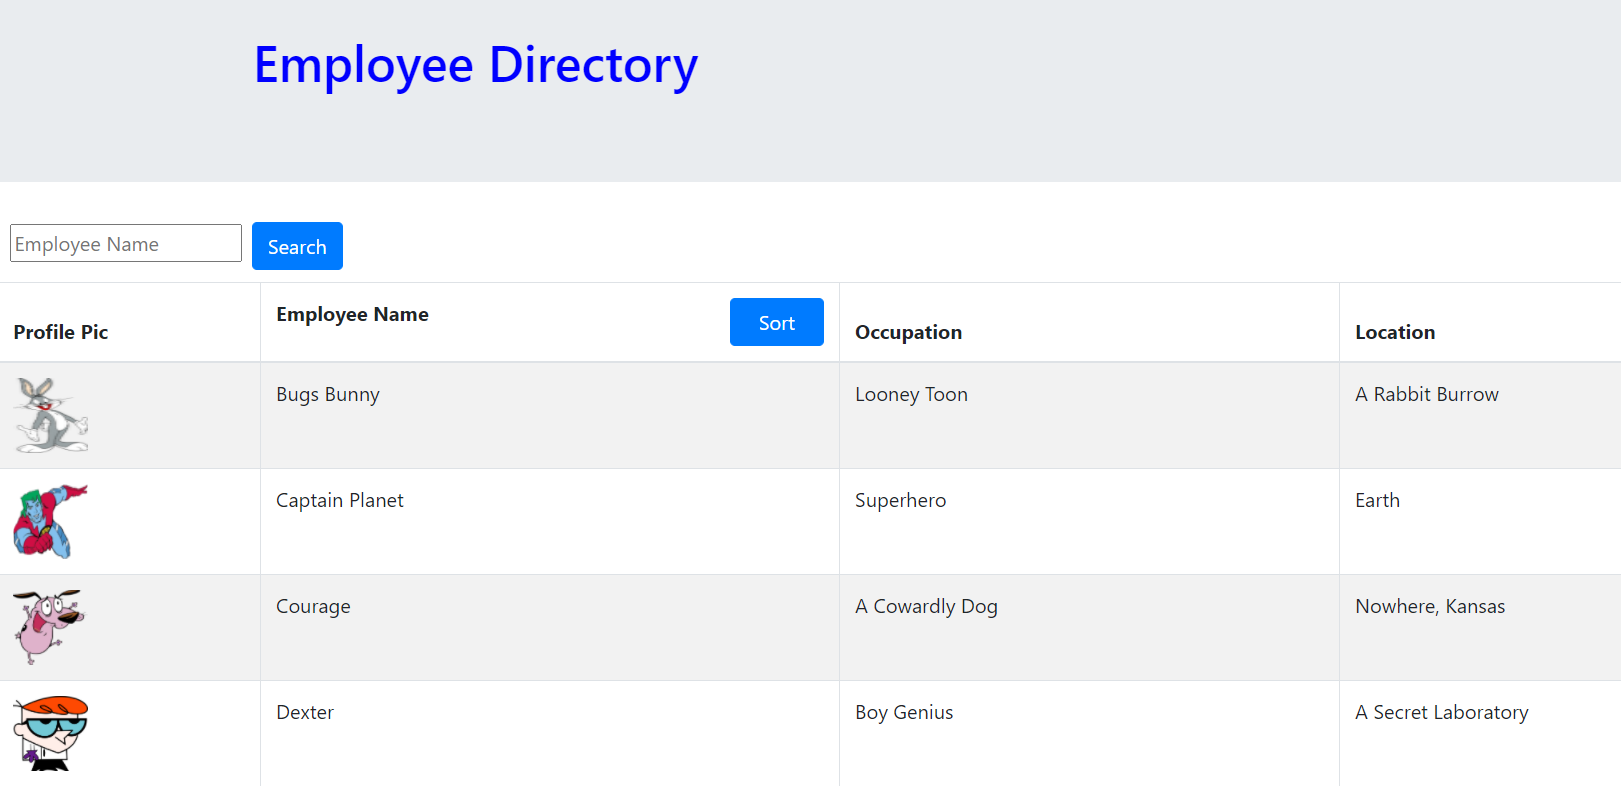 Employee Directory
Employee Name Search
Profile Pic Employee Name Sort Occupation Location
Bugs Bunny Looney Toon A Rabbit Burrow
Captain Planet Superhero Earth
Courage A Cowardly Dog Nowhere, Kansas
Dexter Boy Genius A Secret Laboratory